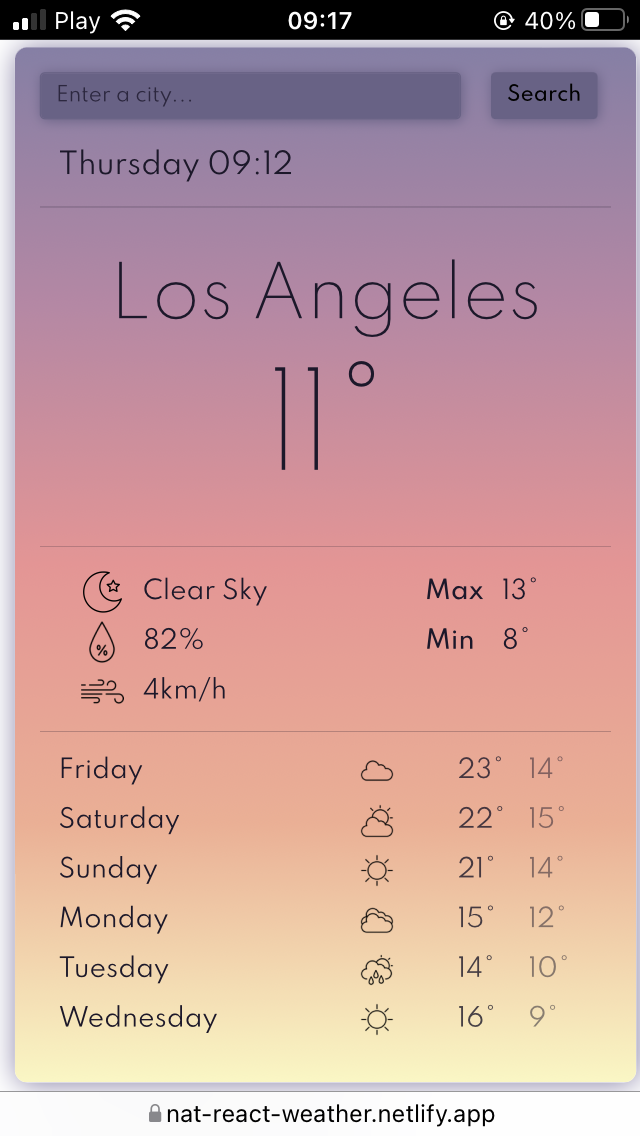 Play 09:17 40%
Enter a city... Search
Thursday 09:12
Los Angeles
11°
Clear Sky Max 13°
82% Min 8°
4km/h
Friday 23° 14°
Saturday 22° 15°
Sunday 21° 14°
Monday 15° 12°
Tuesday 14° 10°
Wednesday 16° 9°
nat-react-weather.netlify.app